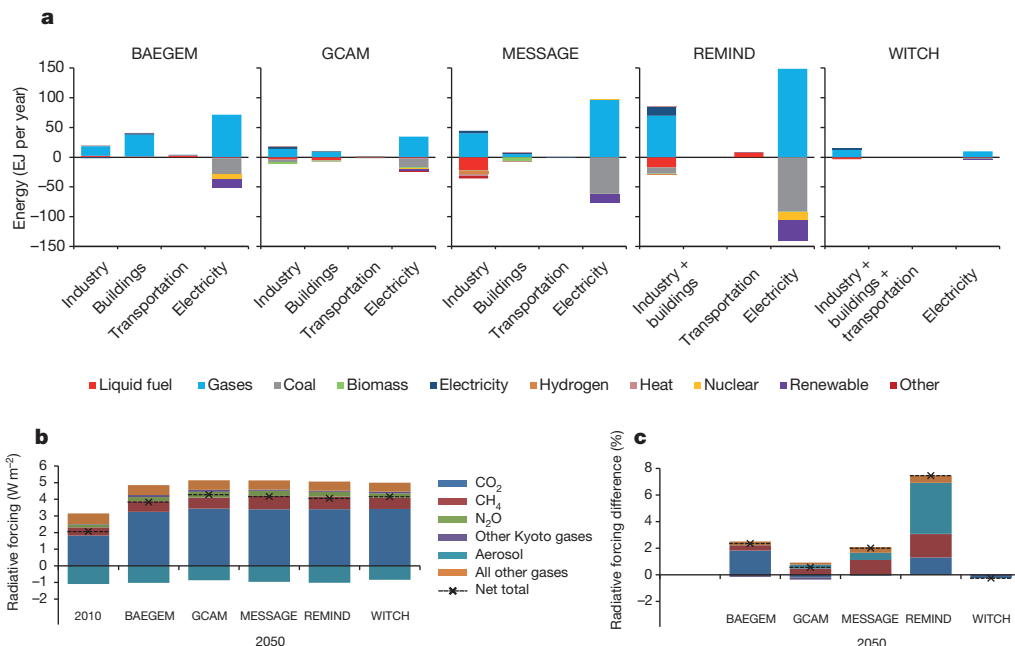 a
BAEGEM GCAM MESSAGE REMIND WITCH
Energy (EJ per year)
150
100
50
0
−50
−100
−150
Industry Buildings Transportation Electricity
Industry Buildings Transportation Electricity
Industry Buildings Transportation Electricity
Industry + buildings Transportation Electricity
Industry + buildings + transportation Electricity
Liquid fuel Gases Coal Biomass Electricity Hydrogen Heat Nuclear Renewable Other
b
Radiative forcing (W m⁻²)
6
5
4
3
2
1
0
−1
−2
2010 BAEGEM GCAM MESSAGE REMIND WITCH
2050
CO₂
CH₄
N₂O
Other Kyoto gases
Aerosol
All other gases
Net total
c
Radiative forcing difference (%)
8
6
4
2
0
−2
BAEGEM GCAM MESSAGE REMIND WITCH
2050